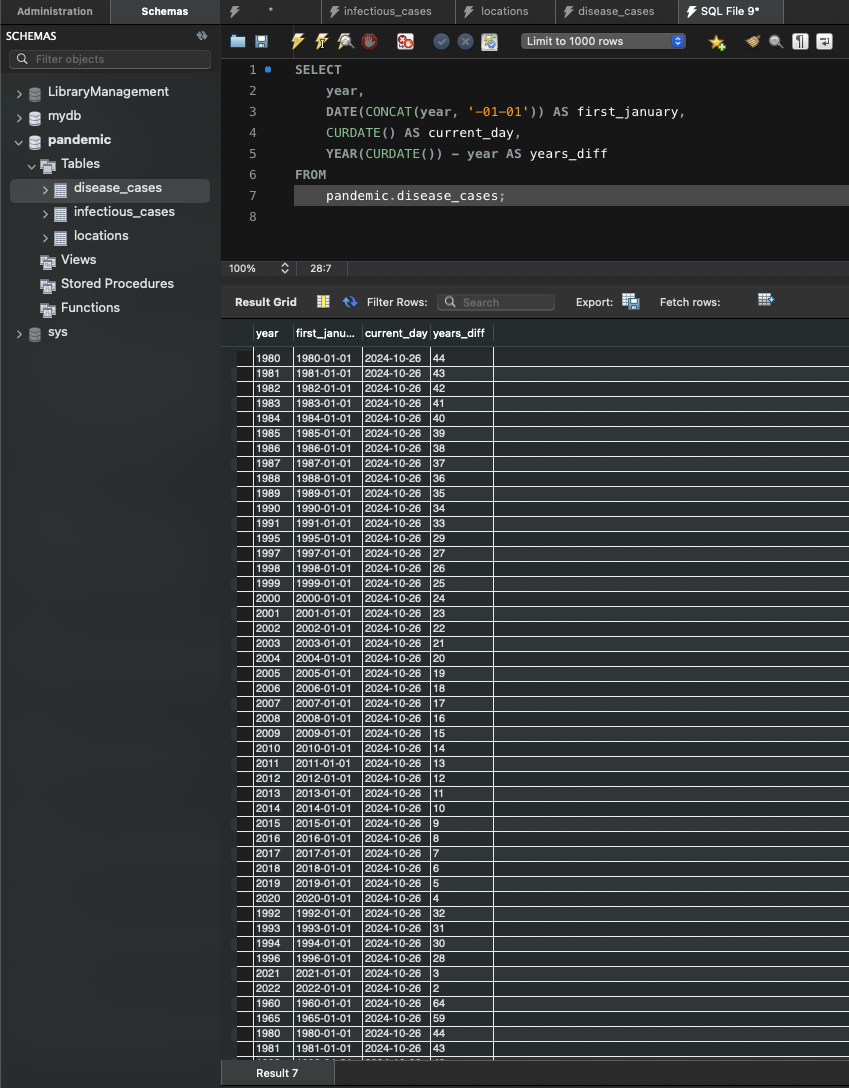 Administration Schemas * infectious_cases locations disease_cases SQL File 9*
SCHEMAS
Filter objects
LibraryManagement
mydb
pandemic
Tables
disease_cases
infectious_cases
locations
Views
Stored Procedures
Functions
sys
Limit to 1000 rows
1 SELECT
2 year,
3 DATE(CONCAT(year, '-01-01')) AS first_january,
4 CURDATE() AS current_day,
5 YEAR(CURDATE()) - year AS years_diff
6 FROM
7 pandemic.disease_cases;
8
100% 28:7
Result Grid Filter Rows: Search Export: Fetch rows:
year first_janu... current_day years_diff
1980 1980-01-01 2024-10-26 44
1981 1981-01-01 2024-10-26 43
1982 1982-01-01 2024-10-26 42
1983 1983-01-01 2024-10-26 41
1984 1984-01-01 2024-10-26 40
1985 1985-01-01 2024-10-26 39
1986 1986-01-01 2024-10-26 38
1987 1987-01-01 2024-10-26 37
1988 1988-01-01 2024-10-26 36
1989 1989-01-01 2024-10-26 35
1990 1990-01-01 2024-10-26 34
1991 1991-01-01 2024-10-26 33
1995 1995-01-01 2024-10-26 29
1997 1997-01-01 2024-10-26 27
1998 1998-01-01 2024-10-26 26
1999 1999-01-01 2024-10-26 25
2000 2000-01-01 2024-10-26 24
2001 2001-01-01 2024-10-26 23
2002 2002-01-01 2024-10-26 22
2003 2003-01-01 2024-10-26 21
2004 2004-01-01 2024-10-26 20
2005 2005-01-01 2024-10-26 19
2006 2006-01-01 2024-10-26 18
2007 2007-01-01 2024-10-26 17
2008 2008-01-01 2024-10-26 16
2009 2009-01-01 2024-10-26 15
2010 2010-01-01 2024-10-26 14
2011 2011-01-01 2024-10-26 13
2012 2012-01-01 2024-10-26 12
2013 2013-01-01 2024-10-26 11
2014 2014-01-01 2024-10-26 10
2015 2015-01-01 2024-10-26 9
2016 2016-01-01 2024-10-26 8
2017 2017-01-01 2024-10-26 7
2018 2018-01-01 2024-10-26 6
2019 2019-01-01 2024-10-26 5
2020 2020-01-01 2024-10-26 4
1992 1992-01-01 2024-10-26 32
1993 1993-01-01 2024-10-26 31
1994 1994-01-01 2024-10-26 30
1996 1996-01-01 2024-10-26 28
2021 2021-01-01 2024-10-26 3
2022 2022-01-01 2024-10-26 2
1960 1960-01-01 2024-10-26 64
1965 1965-01-01 2024-10-26 59
1980 1980-01-01 2024-10-26 44
1981 1981-01-01 2024-10-26 43
Result 7